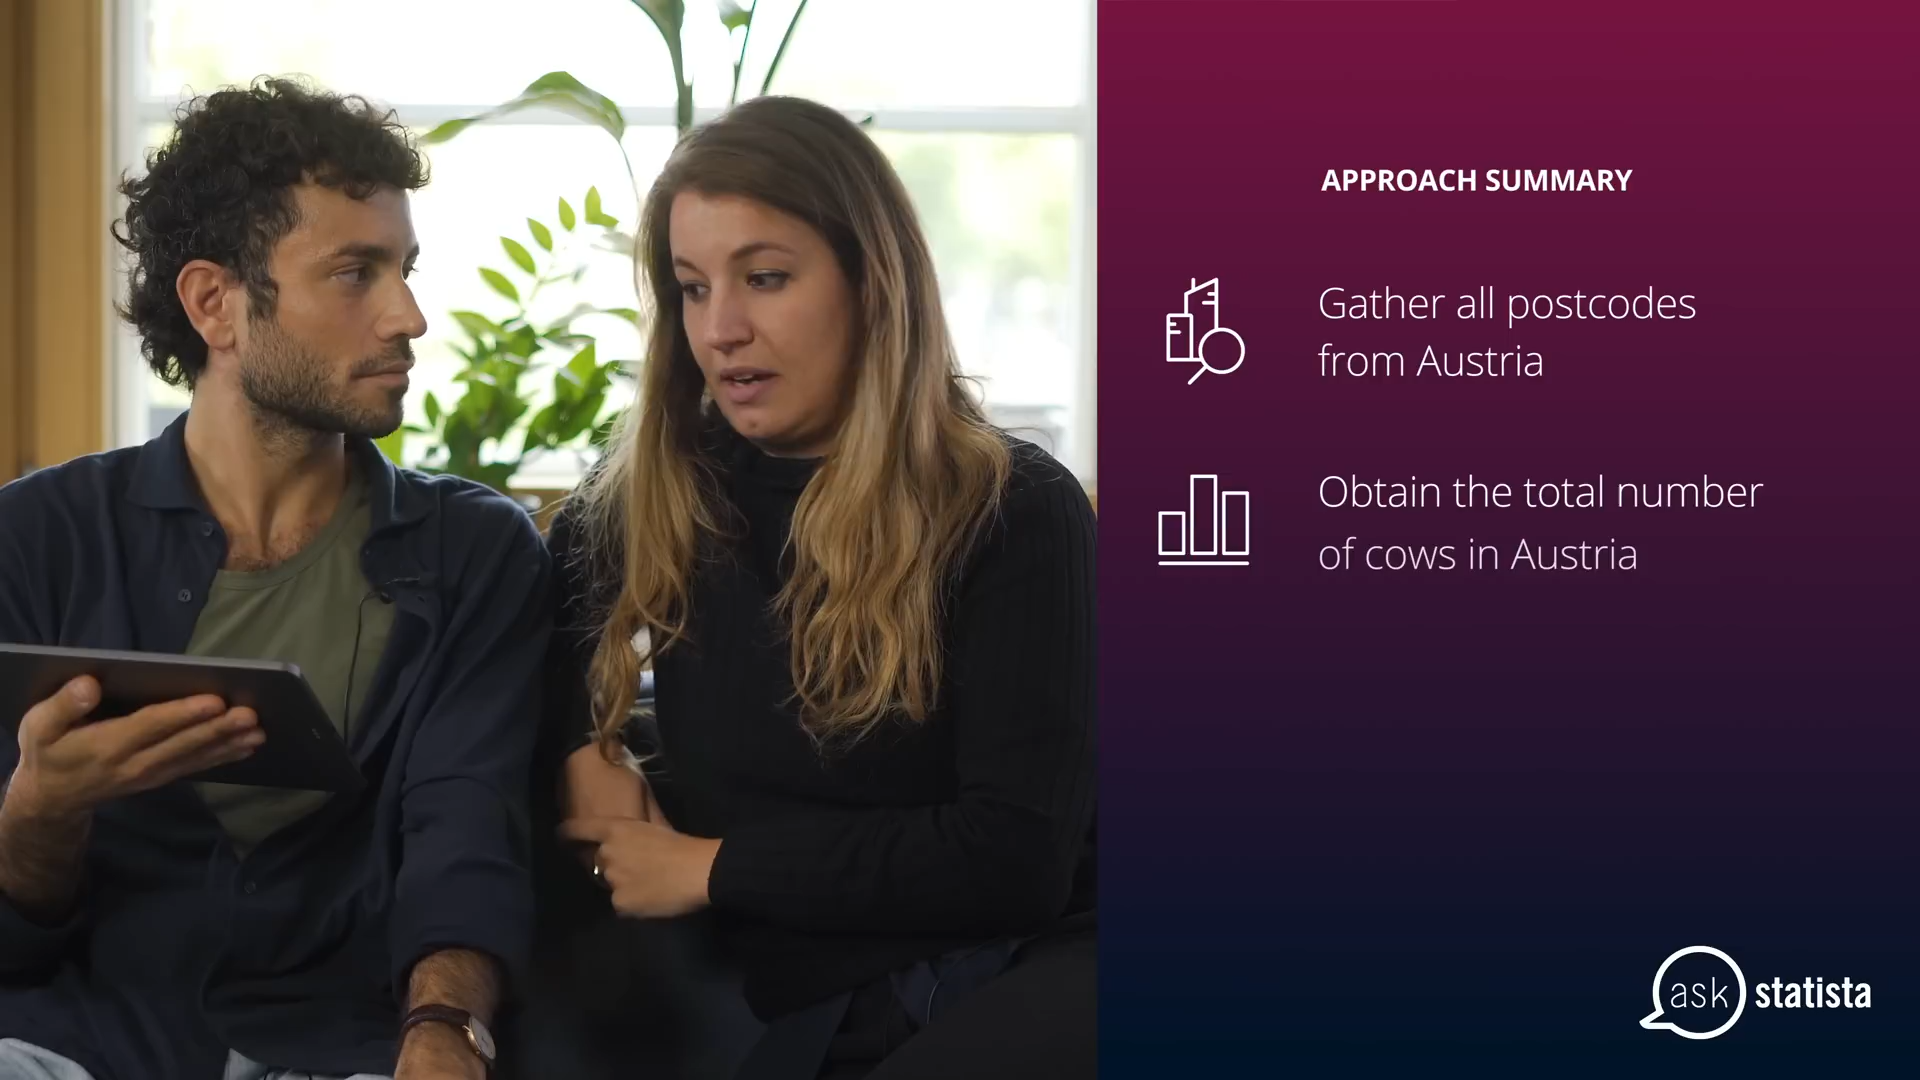 APPROACH SUMMARY
Gather all postcodes
from Austria
Obtain the total number
of cows in Austria
ask statista